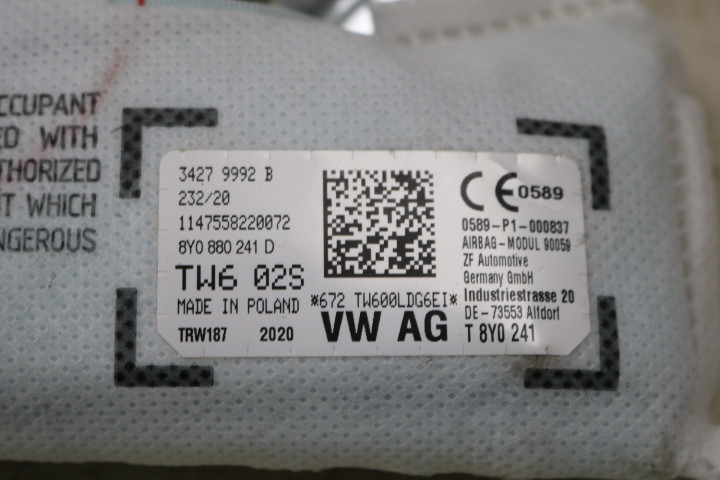 CCUPANT
ED WITH
THORIZED
T WHICH
NGEROUS
3427 9992 B
232/20
1147558220072
8Y0 880 241 D
TW6 02S
MADE IN POLAND
TRW187 2020
*672 TW600LDG6EI*
VW AG
CE 0589
0589-P1-000837
AIRBAG-MODUL 90059
ZF Automotive
Germany GmbH
Industriestrasse 20
DE-73553 Alfdorf
T 8Y0 241